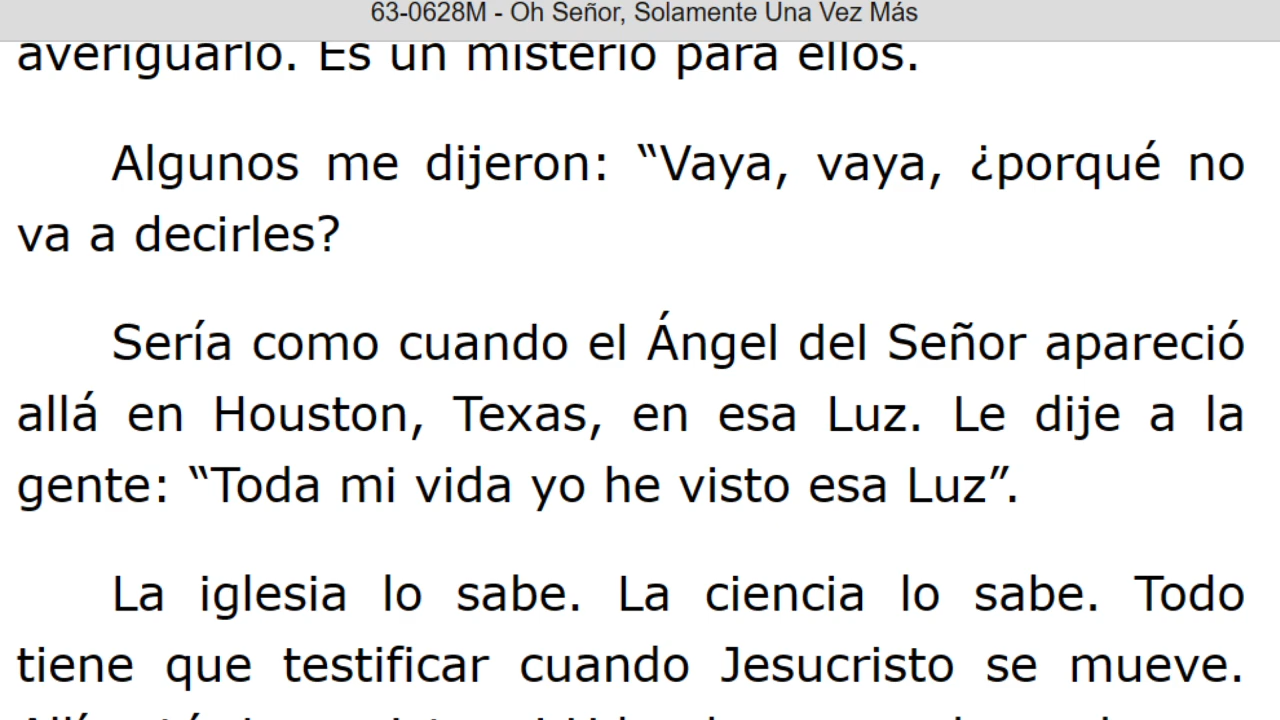 63-0628M - Oh Señor, Solamente Una Vez Más
averiguarlo. Es un misterio para ellos.
Algunos me dijeron: “Vaya, vaya, ¿porqué no
va a decirles?
Sería como cuando el Ángel del Señor apareció
allá en Houston, Texas, en esa Luz. Le dije a la
gente: “Toda mi vida yo he visto esa Luz”.
La iglesia lo sabe. La ciencia lo sabe. Todo
tiene que testificar cuando Jesucristo se mueve.